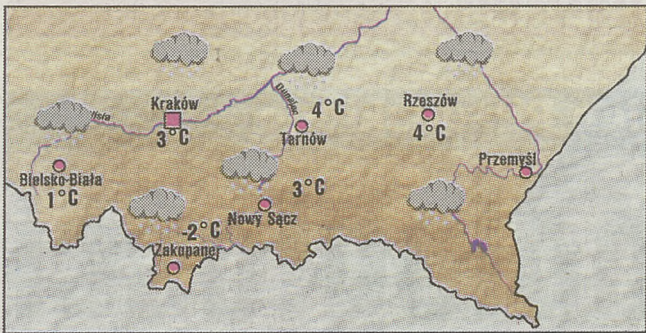 Kraków
3°C
Wisła
Dunajec
4°C
Tarnów
Rzeszów
4°C
Przemyśl
Bielsko-Biała
1°C
3°C
Nowy Sącz
-2°C
Zakopane